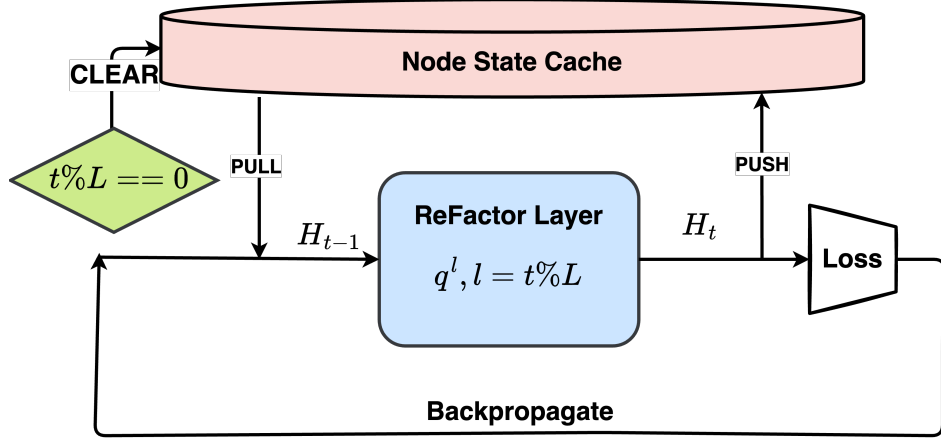 Node State Cache
CLEAR
t%L == 0
PULL
PUSH
H_{t-1}
ReFactor Layer
q^l, l = t%L
H_t
Loss
Backpropagate